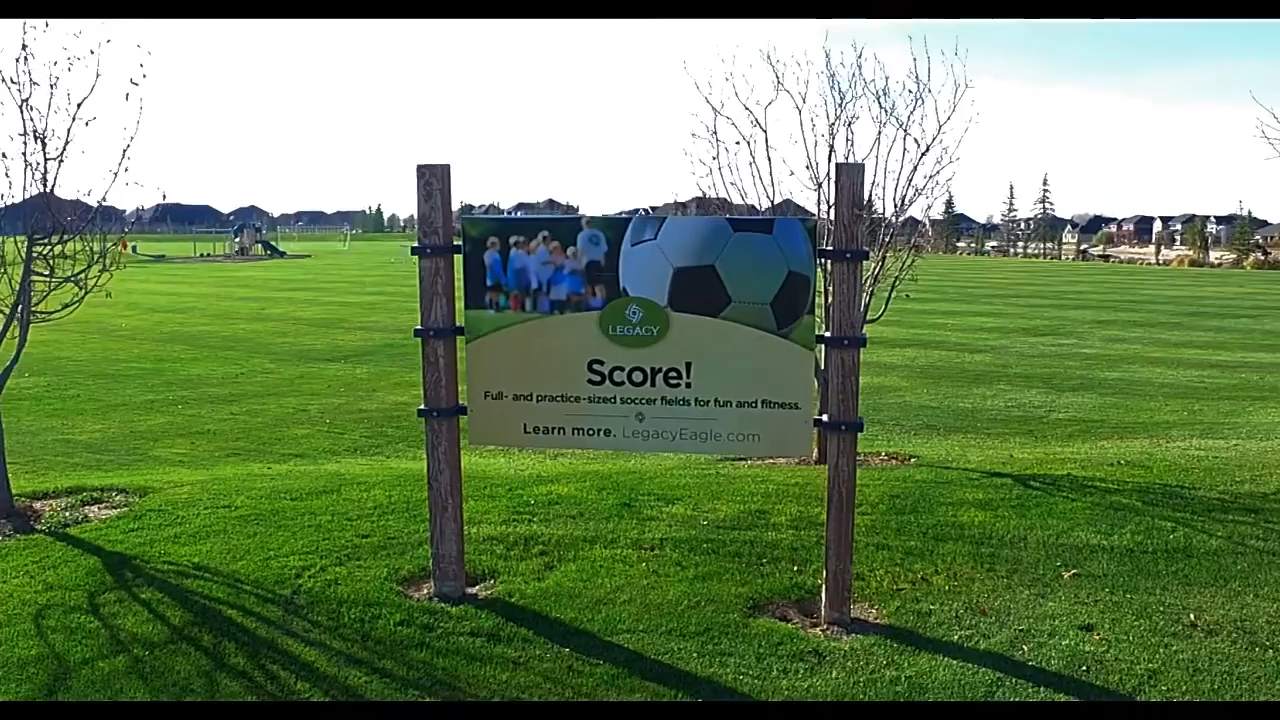 LEGACY
Score!
Full- and practice-sized soccer fields for fun and fitness.
Learn more. LegacyEagle.com